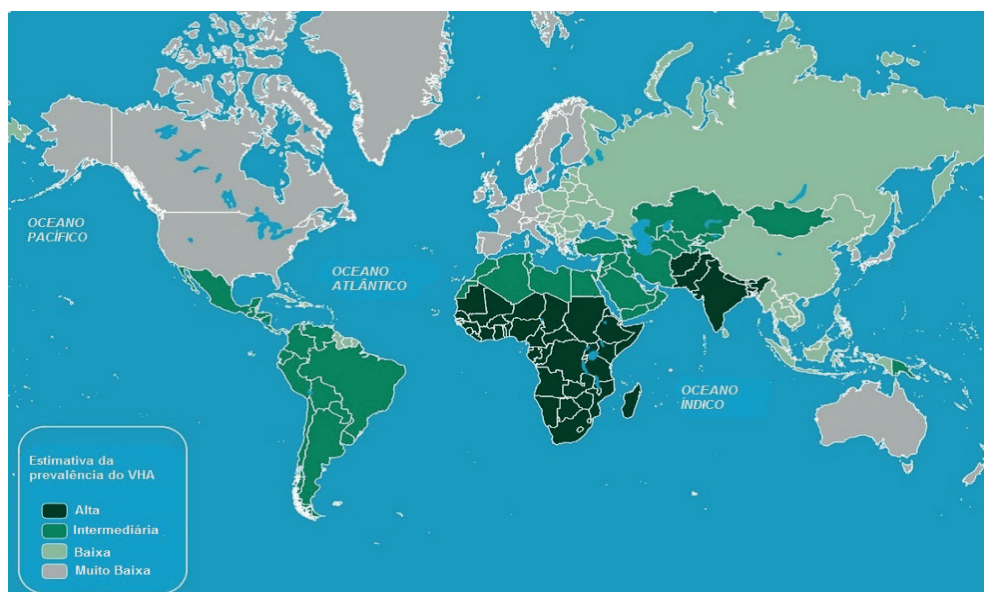 OCEANO
PACÍFICO
OCEANO
ATLÂNTICO
OCEANO
ÍNDICO
Estimativa da
prevalência do VHA
Alta
Intermediária
Baixa
Muito Baixa